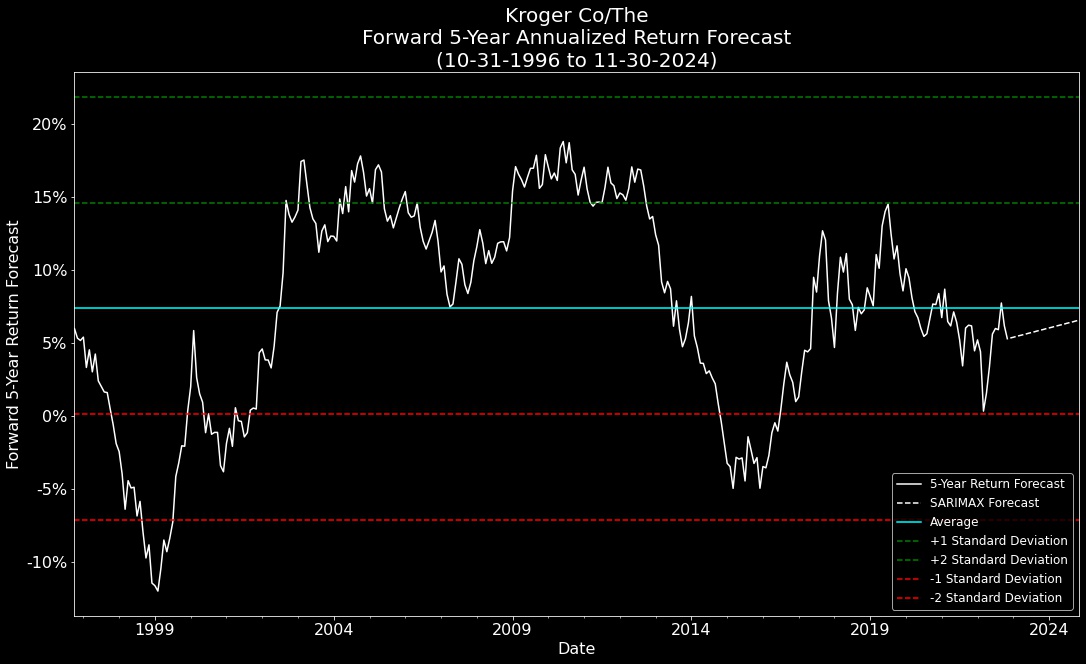 Kroger Co/The
Forward 5-Year Annualized Return Forecast
(10-31-1996 to 11-30-2024)
Forward 5-Year Return Forecast
20%
15%
10%
5%
0%
-5%
-10%
5-Year Return Forecast
SARIMAX Forecast
Average
+1 Standard Deviation
+2 Standard Deviation
-1 Standard Deviation
-2 Standard Deviation
1999
2004
2009
2014
2019
2024
Date